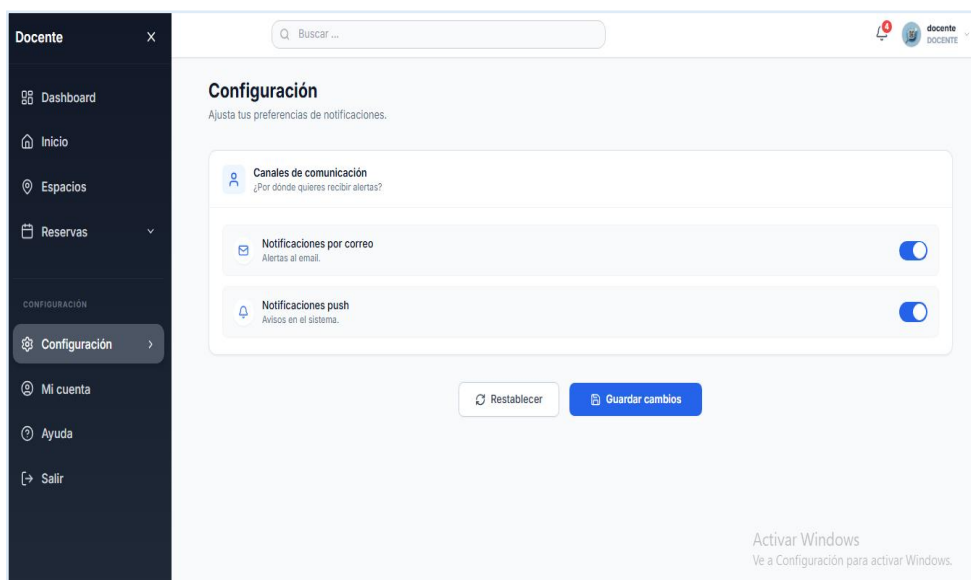 Docente X
Buscar ...
4
docente
DOCENTE
Dashboard
Inicio
Espacios
Reservas
CONFIGURACIÓN
Configuración
Mi cuenta
Ayuda
Salir
Configuración
Ajusta tus preferencias de notificaciones.
Canales de comunicación
¿Por dónde quieres recibir alertas?
Notificaciones por correo
Alertas al email.
Notificaciones push
Avisos en el sistema.
Restablecer
Guardar cambios
Activar Windows
Ve a Configuración para activar Windows.